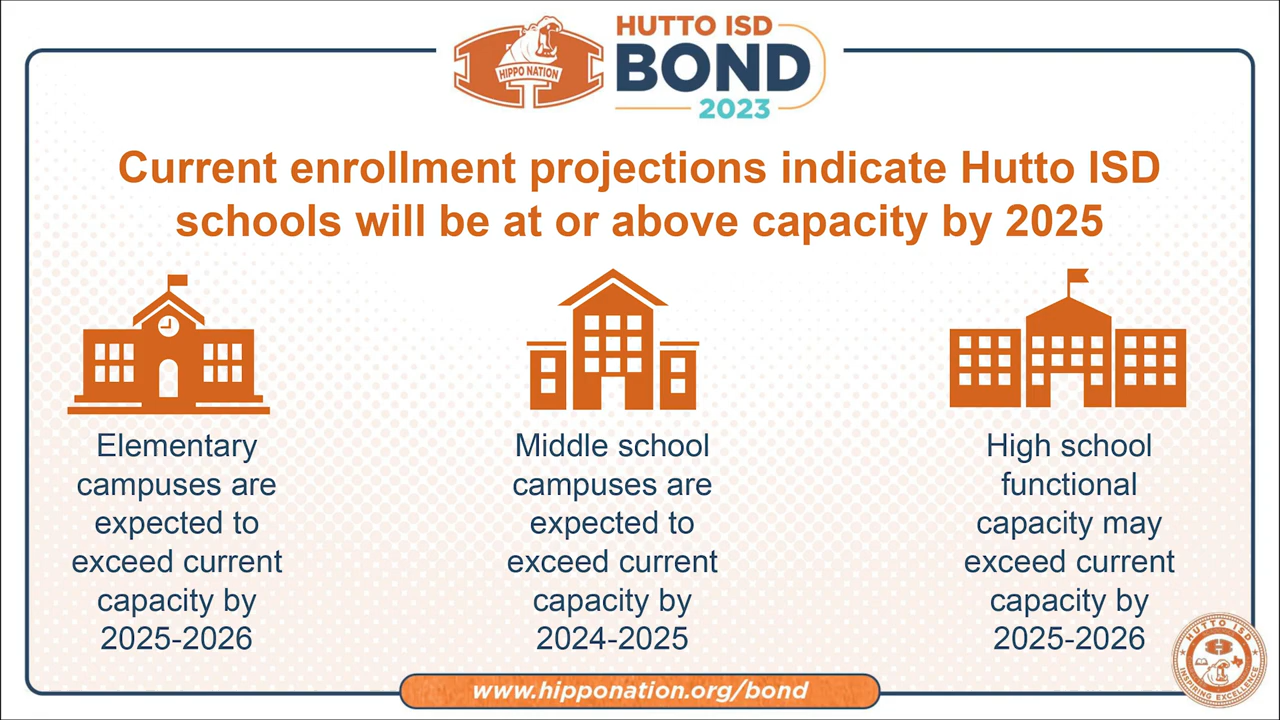 HIPPO NATION
HUTTO ISD
BOND
2023
Current enrollment projections indicate Hutto ISD
schools will be at or above capacity by 2025
Elementary
campuses are
expected to
exceed current
capacity by
2025-2026
Middle school
campuses are
expected to
exceed current
capacity by
2024-2025
High school
functional
capacity may
exceed current
capacity by
2025-2026
www.hipponation.org/bond
HUTTO ISD
INSPIRING EXCELLENCE